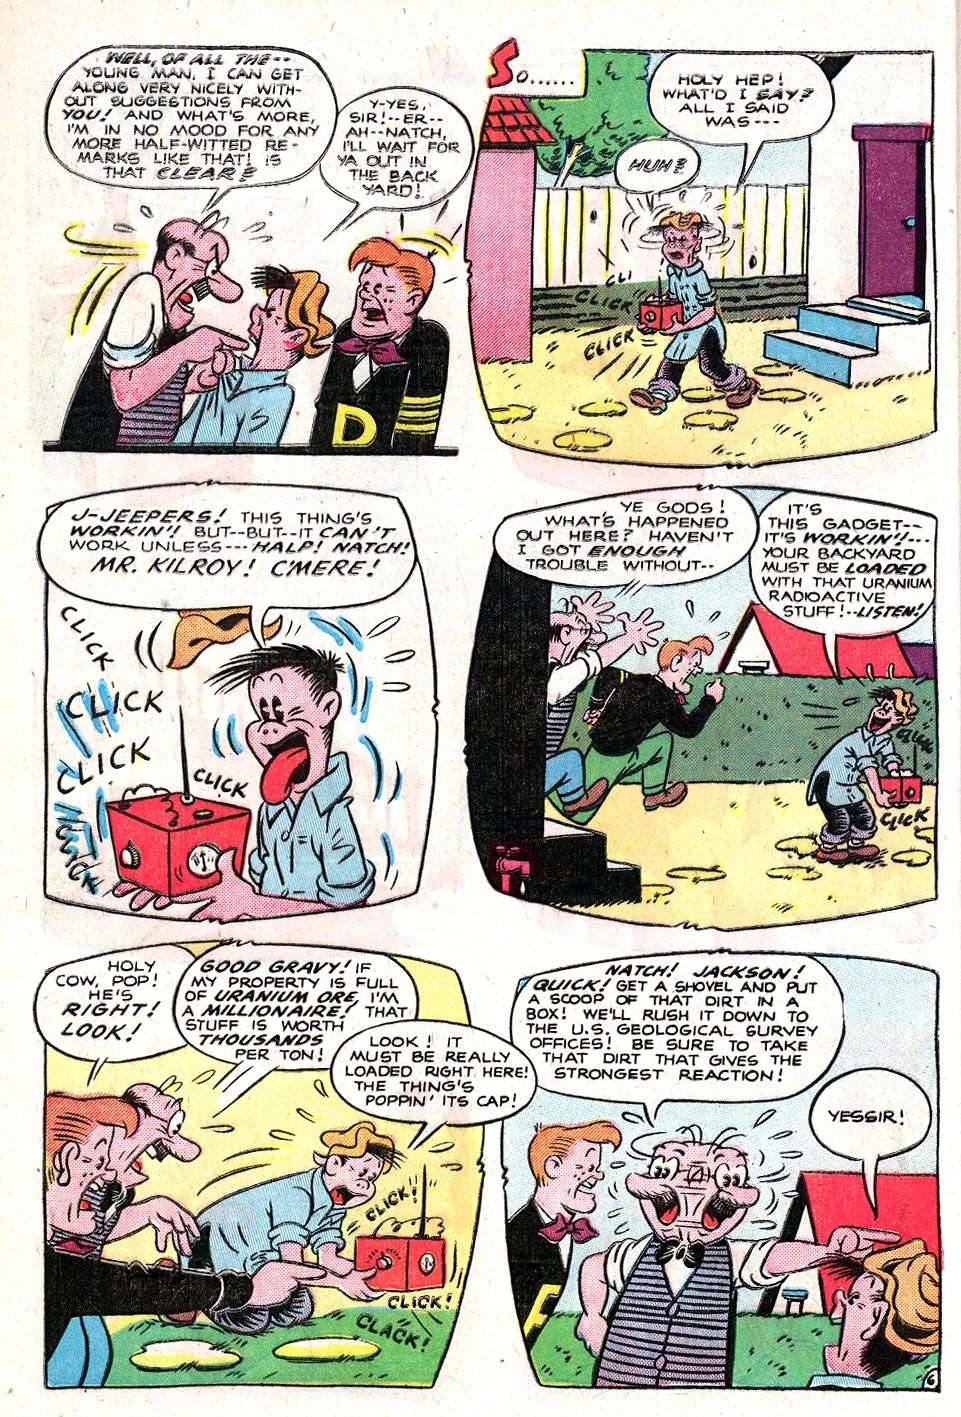 WELL, OF ALL THE--
YOUNG MAN, I CAN GET
ALONG VERY NICELY WITH-
OUT SUGGESTIONS FROM
YOU! AND WHAT'S MORE,
I'M IN NO MOOD FOR ANY
MORE HALF-WITTED RE-
MARKS LIKE THAT! IS
THAT CLEAR?
Y-YES,
SIR!--ER--
AH--NATCH,
I'LL WAIT FOR
YA OUT IN
THE BACK
YARD!
D
SO......
HOLY HEP!
WHAT'D I SAY?
ALL I SAID
WAS---
HUH?
CLI
CLICK
CLICK
J-JEEPERS! THIS THING'S
WORKIN'! BUT--BUT--IT CAN'T
WORK UNLESS---HALP! NATCH!
MR. KILROY! C'MERE!
CLICK
CLICK
CLICK
CLICK
CLICK
YE GODS!
WHAT'S HAPPENED
OUT HERE? HAVEN'T
I GOT ENOUGH
TROUBLE WITHOUT--
IT'S
THIS GADGET--
IT'S WORKIN'!---
YOUR BACKYARD
MUST BE LOADED
WITH THAT URANIUM
RADIOACTIVE
STUFF!--LISTEN!
CLICK
CLICK
HOLY
COW, POP!
HE'S
RIGHT!
LOOK!
GOOD GRAVY! IF
MY PROPERTY IS FULL
OF URANIUM ORE, I'M
A MILLIONAIRE! THAT
STUFF IS WORTH
THOUSANDS
PER TON!
LOOK! IT
MUST BE REALLY
LOADED RIGHT HERE!
THE THING'S
POPPIN' ITS CAP!
CLICK!
CLICK!
CLACK!
NATCH! JACKSON!
QUICK! GET A SHOVEL AND PUT
A SCOOP OF THAT DIRT IN A
BOX! WE'LL RUSH IT DOWN TO
THE U.S. GEOLOGICAL SURVEY
OFFICES! BE SURE TO TAKE
THAT DIRT THAT GIVES THE
STRONGEST REACTION!
YESSIR!
6